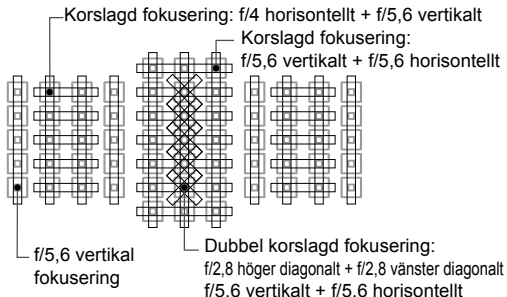 Korslagd fokusering: f/4 horisontellt + f/5,6 vertikalt
Korslagd fokusering:
f/5,6 vertikalt + f/5,6 horisontellt
f/5,6 vertikal
fokusering
Dubbel korslagd fokusering:
f/2,8 höger diagonalt + f/2,8 vänster diagonalt
f/5.6 vertikalt + f/5.6 horisontellt